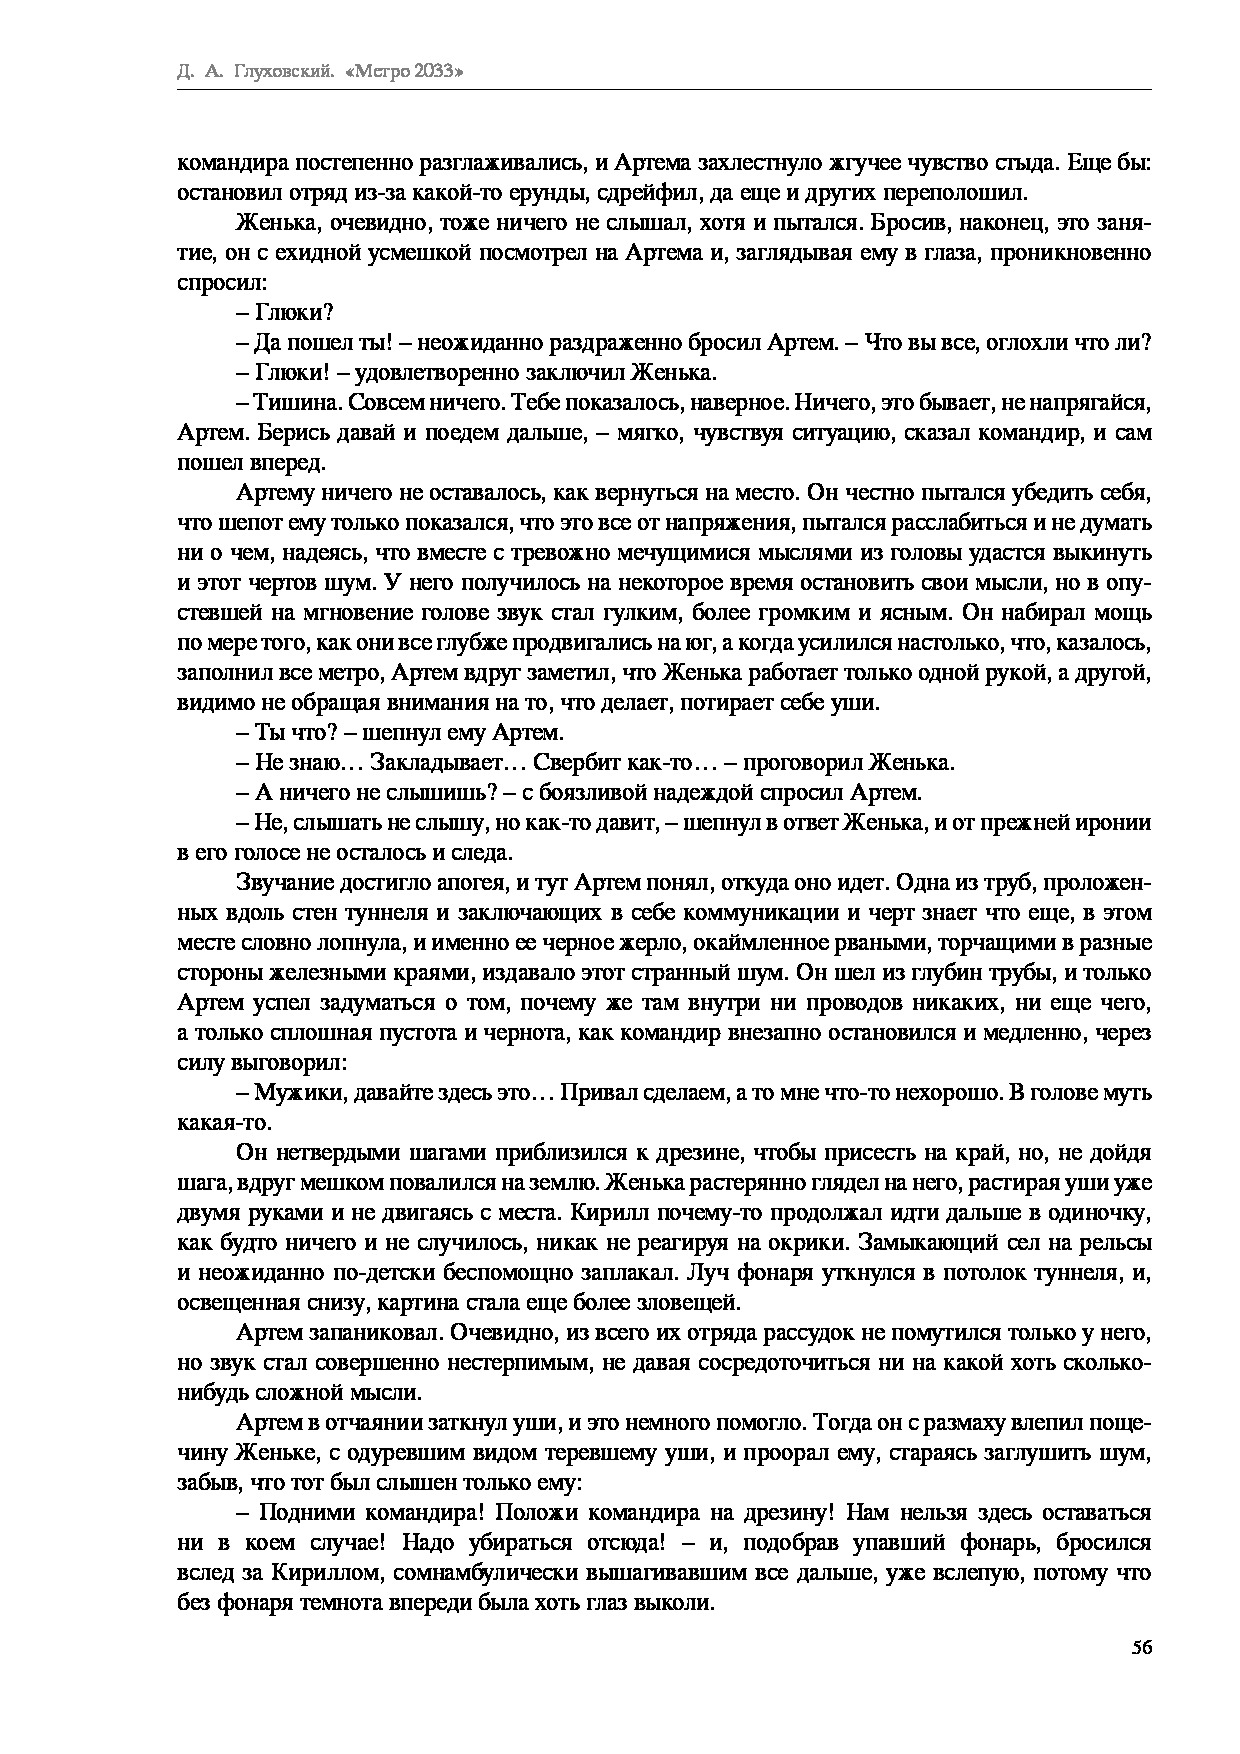 Д. А. Глуховский. «Метро 2033»
командира постепенно разглаживались, и Артема захлестнуло жгучее чувство стыда. Еще бы:
остановил отряд из-за какой-то ерунды, сдрейфил, да еще и других переполошил.
Женька, очевидно, тоже ничего не слышал, хотя и пытался. Бросив, наконец, это заня-
тие, он с ехидной усмешкой посмотрел на Артема и, заглядывая ему в глаза, проникновенно
спросил:
– Глюки?
– Да пошел ты! – неожиданно раздраженно бросил Артем. – Что вы все, оглохли что ли?
– Глюки! – удовлетворенно заключил Женька.
– Тишина. Совсем ничего. Тебе показалось, наверное. Ничего, это бывает, не напрягайся,
Артем. Берись давай и поедем дальше, – мягко, чувствуя ситуацию, сказал командир, и сам
пошел вперед.
Артему ничего не оставалось, как вернуться на место. Он честно пытался убедить себя,
что шепот ему только показался, что это все от напряжения, пытался расслабиться и не думать
ни о чем, надеясь, что вместе с тревожно мечущимися мыслями из головы удастся выкинуть
и этот чертов шум. У него получилось на некоторое время остановить свои мысли, но в опу-
стевшей на мгновение голове звук стал гулким, более громким и ясным. Он набирал мощь
по мере того, как они все глубже продвигались на юг, а когда усилился настолько, что, казалось,
заполнил все метро, Артем вдруг заметил, что Женька работает только одной рукой, а другой,
видимо не обращая внимания на то, что делает, потирает себе уши.
– Ты что? – шепнул ему Артем.
– Не знаю… Закладывает… Свербит как-то… – проговорил Женька.
– А ничего не слышишь? – с боязливой надеждой спросил Артем.
– Не, слышать не слышу, но как-то давит, – шепнул в ответ Женька, и от прежней иронии
в его голосе не осталось и следа.
Звучание достигло апогея, и тут Артем понял, откуда оно идет. Одна из труб, проложен-
ных вдоль стен туннеля и заключающих в себе коммуникации и черт знает что еще, в этом
месте словно лопнула, и именно ее черное жерло, окаймленное рваными, торчащими в разные
стороны железными краями, издавало этот странный шум. Он шел из глубин трубы, и только
Артем успел задуматься о том, почему же там внутри ни проводов никаких, ни еще чего,
а только сплошная пустота и чернота, как командир внезапно остановился и медленно, через
силу выговорил:
– Мужики, давайте здесь это… Привал сделаем, а то мне что-то нехорошо. В голове муть
какая-то.
Он нетвердыми шагами приблизился к дрезине, чтобы присесть на край, но, не дойдя
шага, вдруг мешком повалился на землю. Женька растерянно глядел на него, растирая уши уже
двумя руками и не двигаясь с места. Кирилл почему-то продолжал идти дальше в одиночку,
как будто ничего и не случилось, никак не реагируя на окрики. Замыкающий сел на рельсы
и неожиданно по-детски беспомощно заплакал. Луч фонаря уткнулся в потолок туннеля, и,
освещенная снизу, картина стала еще более зловещей.
Артем запаниковал. Очевидно, из всего их отряда рассудок не помутился только у него,
но звук стал совершенно нестерпимым, не давая сосредоточиться ни на какой хоть сколько-
нибудь сложной мысли.
Артем в отчаянии заткнул уши, и это немного помогло. Тогда он с размаху влепил поще-
чину Женьке, с одуревшим видом теревшему уши, и проорал ему, стараясь заглушить шум,
забыв, что тот был слышен только ему:
– Подними командира! Положи командира на дрезину! Нам нельзя здесь оставаться
ни в коем случае! Надо убираться отсюда! – и, подобрав упавший фонарь, бросился
вслед за Кириллом, сомнамбулически вышагивавшим все дальше, уже вслепую, потому что
без фонаря темнота впереди была хоть глаз выколи.
56